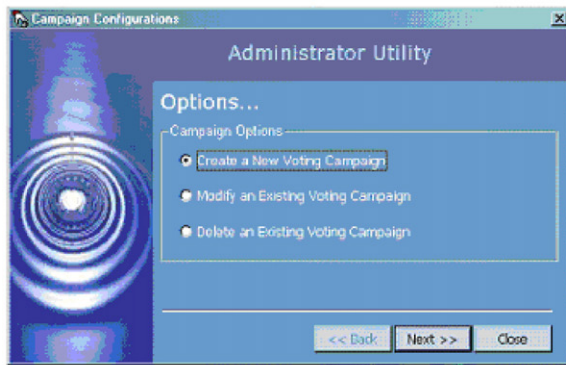 Campaign Configurations
Administrator Utility
Options...
Campaign Options
Create a New Voting Campaign
Modify an Existing Voting Campaign
Delete an Existing Voting Campaign
<< Back Next >> Close